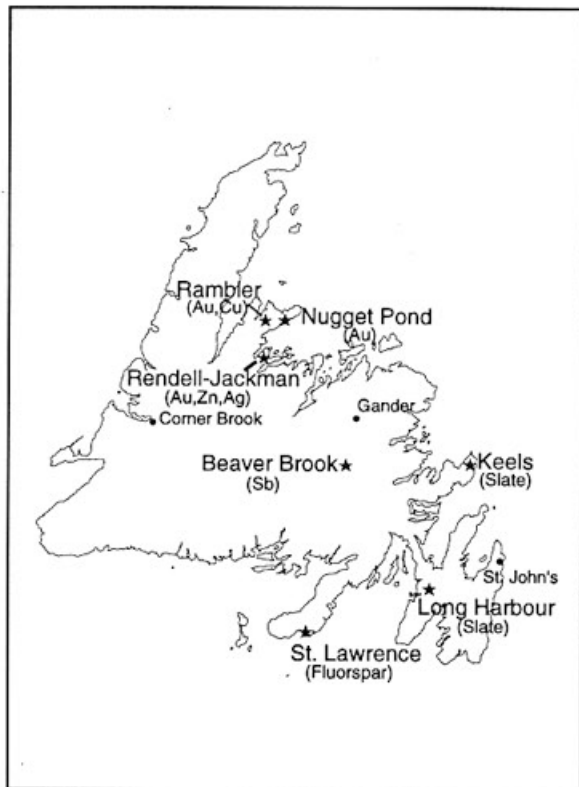 Rambler
(Au,Cu)
Nugget Pond
(Au)
Rendell-Jackman
(Au,Zn,Ag)
Corner Brook
Gander
Beaver Brook
(Sb)
Keels
(Slate)
St. John's
Long Harbour
(Slate)
St. Lawrence
(Fluorspar)